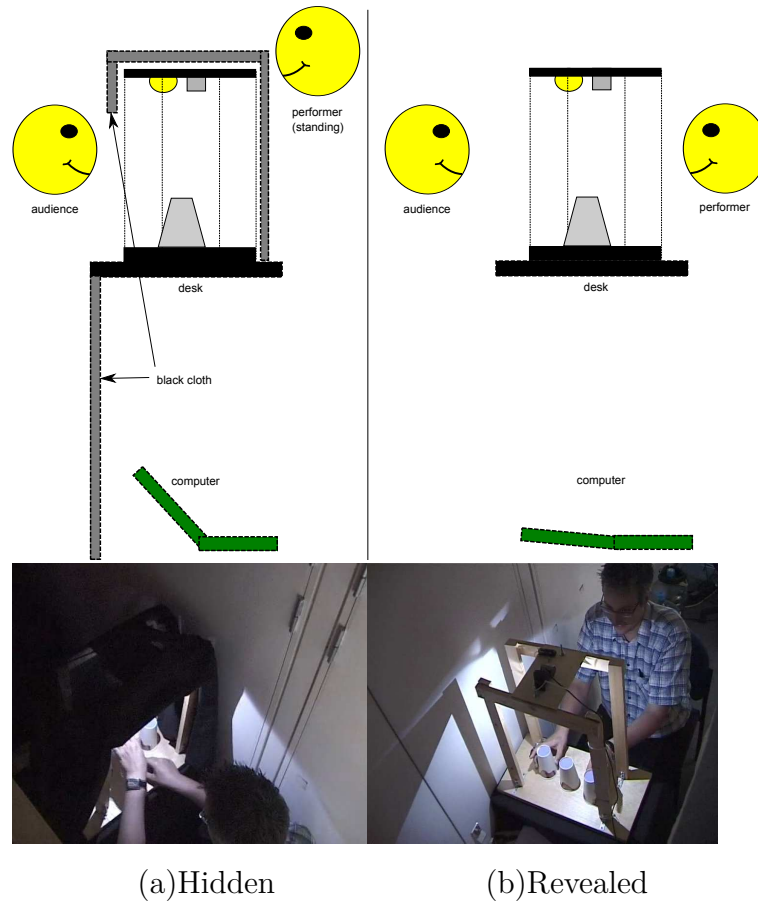 performer
(standing)
audience
desk
black cloth
computer
audience
performer
desk
computer
(a)Hidden
(b)Revealed